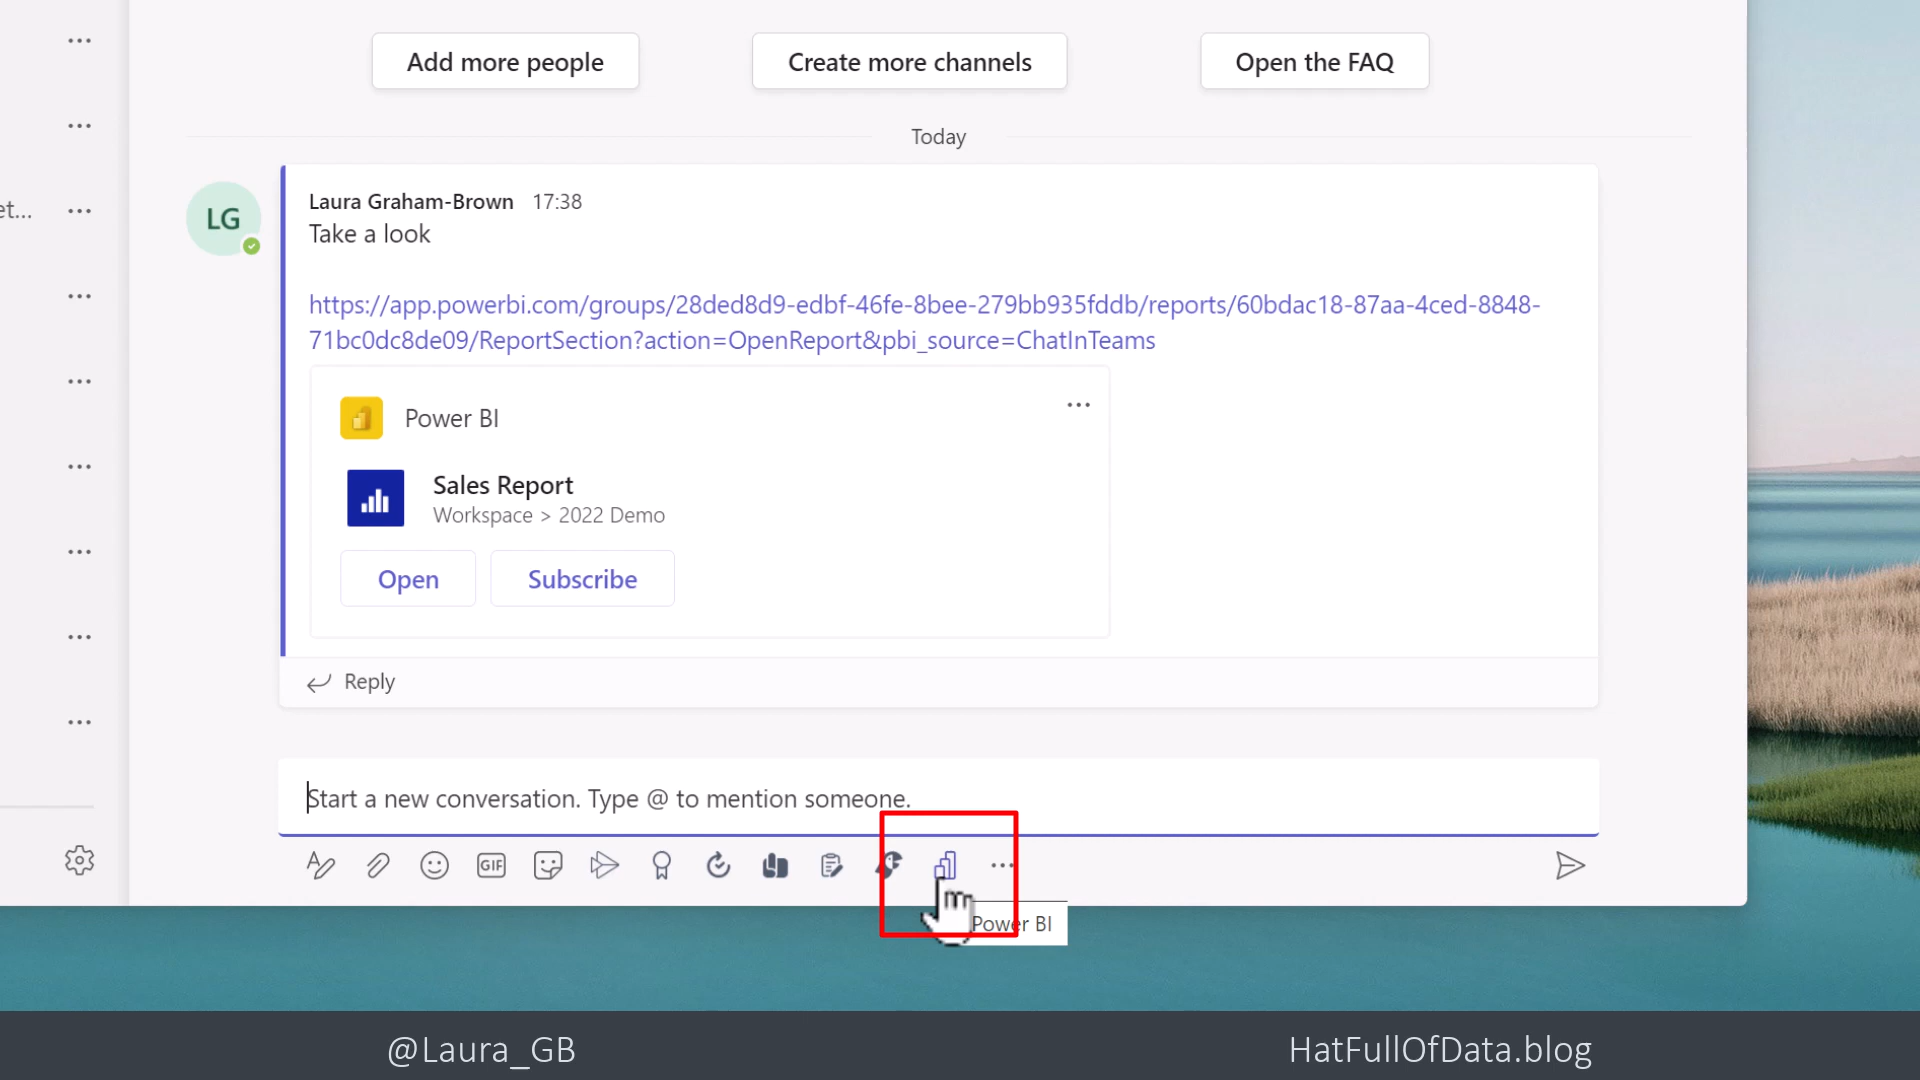 Add more people
Create more channels
Open the FAQ
Today
et...
LG
Laura Graham-Brown 17:38
Take a look
https://app.powerbi.com/groups/28ded8d9-edbf-46fe-8bee-279bb935fddb/reports/60bdac18-87aa-4ced-8848-
71bc0dc8de09/ReportSection?action=OpenReport&pbi_source=ChatInTeams
Power BI
Sales Report
Workspace > 2022 Demo
Open
Subscribe
Reply
Start a new conversation. Type @ to mention someone.
GIF
Power BI
@Laura_GB
HatFullOfData.blog